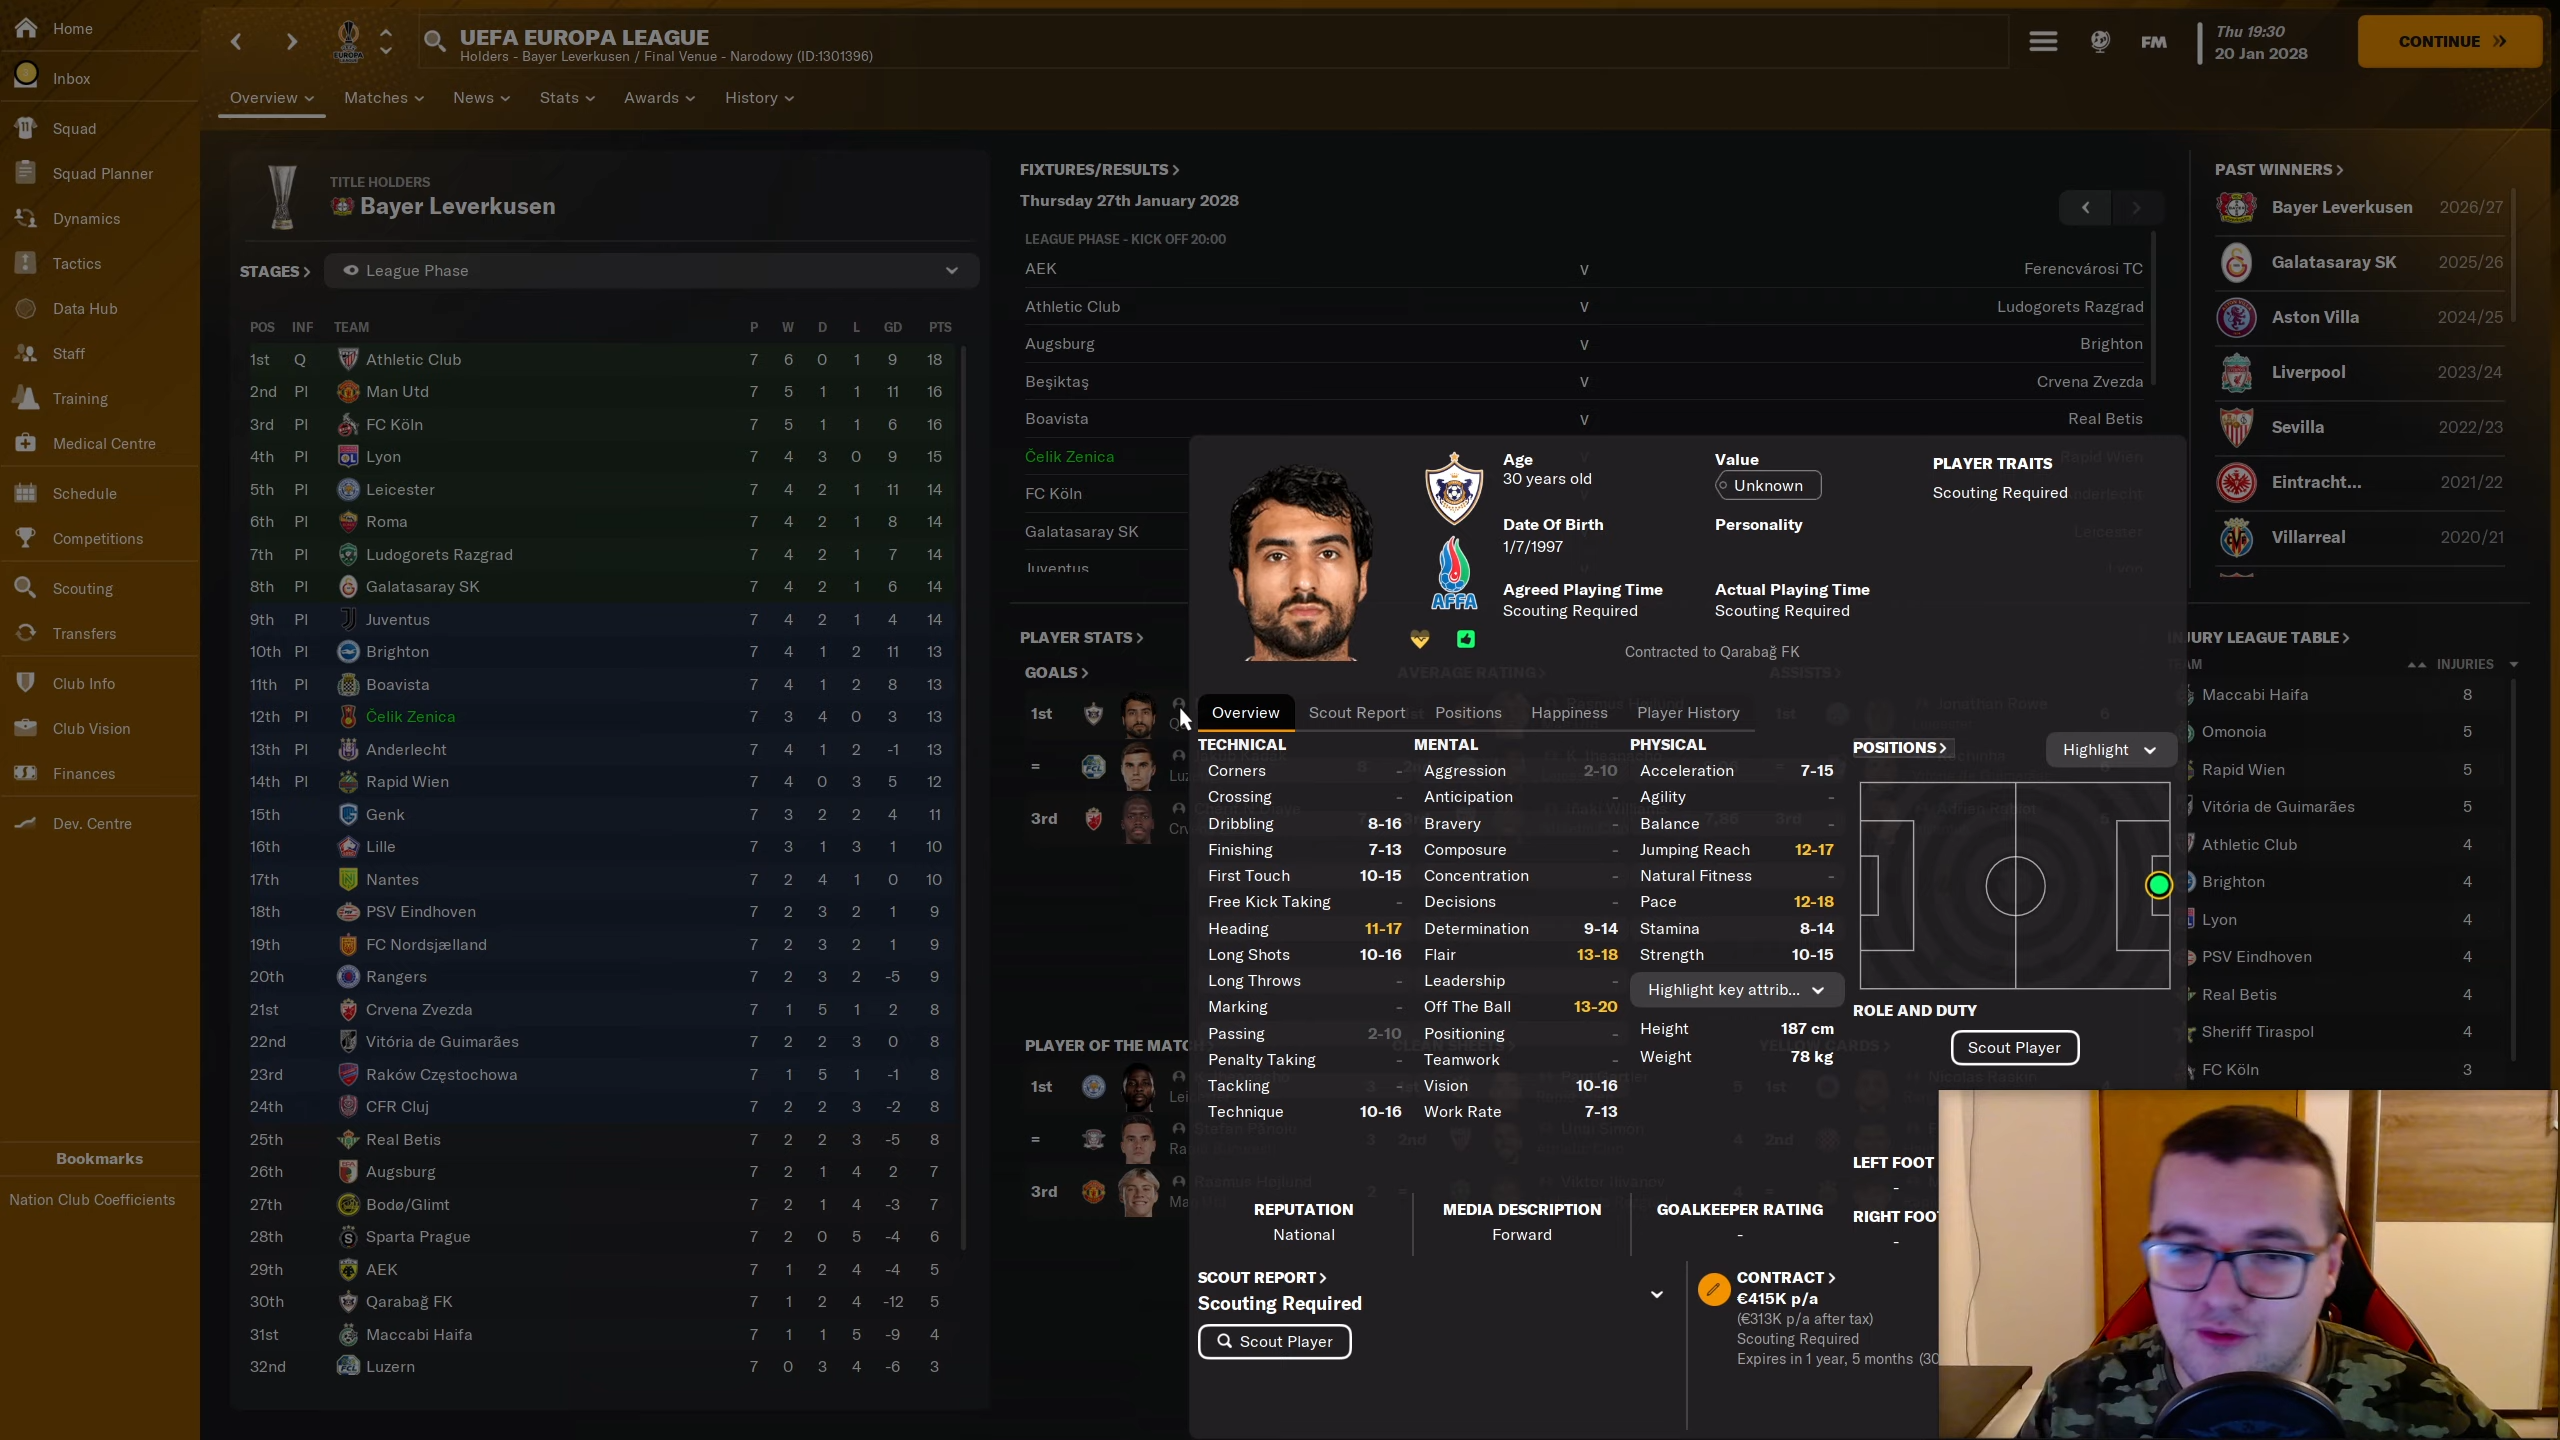 Home
Inbox
Squad
Squad Planner
Dynamics
Tactics
Data Hub
Staff
Training
Medical Centre
Schedule
Competitions
Scouting
Transfers
Club Info
Club Vision
Finances
Dev. Centre
Bookmarks
Nation Club Coefficients
UEFA EUROPA LEAGUE
Holders - Bayer Leverkusen / Final Venue - Narodowy (ID:1301396)
FM
Thu 19:30
20 Jan 2028
CONTINUE
Overview Matches News Stats Awards History
TITLE HOLDERS
Bayer Leverkusen
STAGES League Phase
POS INF TEAM P W D L GD PTS
1st Q Athletic Club 7 6 0 1 9 18
2nd PI Man Utd 7 5 1 1 11 16
3rd PI FC Köln 7 5 1 1 6 16
4th PI Lyon 7 4 3 0 9 15
5th PI Leicester 7 4 2 1 11 14
6th PI Roma 7 4 2 1 8 14
7th PI Ludogorets Razgrad 7 4 2 1 7 14
8th PI Galatasaray SK 7 4 2 1 6 14
9th PI Juventus 7 4 2 1 4 14
10th PI Brighton 7 4 1 2 11 13
11th PI Boavista 7 4 1 2 8 13
12th PI Čelik Zenica 7 3 4 0 3 13
13th PI Anderlecht 7 4 1 2 -1 13
14th PI Rapid Wien 7 4 0 3 5 12
15th Genk 7 3 2 2 4 11
16th Lille 7 3 1 3 1 10
17th Nantes 7 2 4 1 0 10
18th PSV Eindhoven 7 2 3 2 1 9
19th FC Nordsjælland 7 2 3 2 1 9
20th Rangers 7 2 3 2 -5 9
21st Crvena Zvezda 7 1 5 1 2 8
22nd Vitória de Guimarães 7 2 2 3 0 8
23rd Raków Częstochowa 7 1 5 1 -1 8
24th CFR Cluj 7 2 2 3 -2 8
25th Real Betis 7 2 2 3 -5 8
26th Augsburg 7 2 1 4 2 7
27th Bodø/Glimt 7 2 1 4 -3 7
28th Sparta Prague 7 2 0 5 -4 6
29th AEK 7 1 2 4 -4 5
30th Qarabağ FK 7 1 2 4 -12 5
31st Maccabi Haifa 7 1 1 5 -9 4
32nd Luzern 7 0 3 4 -6 3
FIXTURES/RESULTS
Thursday 27th January 2028
LEAGUE PHASE - KICK OFF 20:00
AEK v Ferencvárosi TC
Athletic Club v Ludogorets Razgrad
Augsburg v Brighton
Beşiktaş v Crvena Zvezda
Boavista v Real Betis
Čelik Zenica Rapid Wien
FC Köln
Galatasaray SK Leicester
Juventus Lyon
PAST WINNERS
Bayer Leverkusen 2026/27
Galatasaray SK 2025/26
Aston Villa 2024/25
Liverpool 2023/24
Sevilla 2022/23
Eintracht... 2021/22
Villarreal 2020/21
PLAYER STATS
GOALS AVERAGE RATING ASSISTS
1st
=
3rd
PLAYER OF THE MATC
1st
=
3rd
AFFA
Age
30 years old
Date Of Birth
1/7/1997
Agreed Playing Time
Scouting Required
Value
Unknown
Personality
Actual Playing Time
Scouting Required
Contracted to Qarabağ FK
PLAYER TRAITS
Scouting Required
Overview Scout Report Positions Happiness Player History
TECHNICAL
Corners -
Crossing -
Dribbling 8-16
Finishing 7-13
First Touch 10-15
Free Kick Taking -
Heading 11-17
Long Shots 10-16
Long Throws -
Marking -
Passing 2-10
Penalty Taking -
Tackling -
Technique 10-16
MENTAL
Aggression 2-10
Anticipation -
Bravery -
Composure -
Concentration -
Decisions -
Determination 9-14
Flair 13-18
Leadership -
Off The Ball 13-20
Positioning -
Teamwork -
Vision 10-16
Work Rate 7-13
PHYSICAL
Acceleration 7-15
Agility -
Balance -
Jumping Reach 12-17
Natural Fitness -
Pace 12-18
Stamina 8-14
Strength 10-15
Highlight key attrib...
Height 187 cm
Weight 78 kg
POSITIONS Highlight
ROLE AND DUTY
Scout Player
LEFT FOOT
-
RIGHT FOO
-
REPUTATION
National
MEDIA DESCRIPTION
Forward
GOALKEEPER RATING
-
SCOUT REPORT
Scouting Required
Scout Player
CONTRACT
€415K p/a
(€313K p/a after tax)
Scouting Required
Expires in 1 year, 5 months (30
JURY LEAGUE TABLE
EAM INJURIES
Maccabi Haifa 8
Omonoia 5
Rapid Wien 5
Vitória de Guimarães 5
Athletic Club 4
Brighton 4
Lyon 4
PSV Eindhoven 4
Real Betis 4
Sheriff Tiraspol 4
FC Köln 3